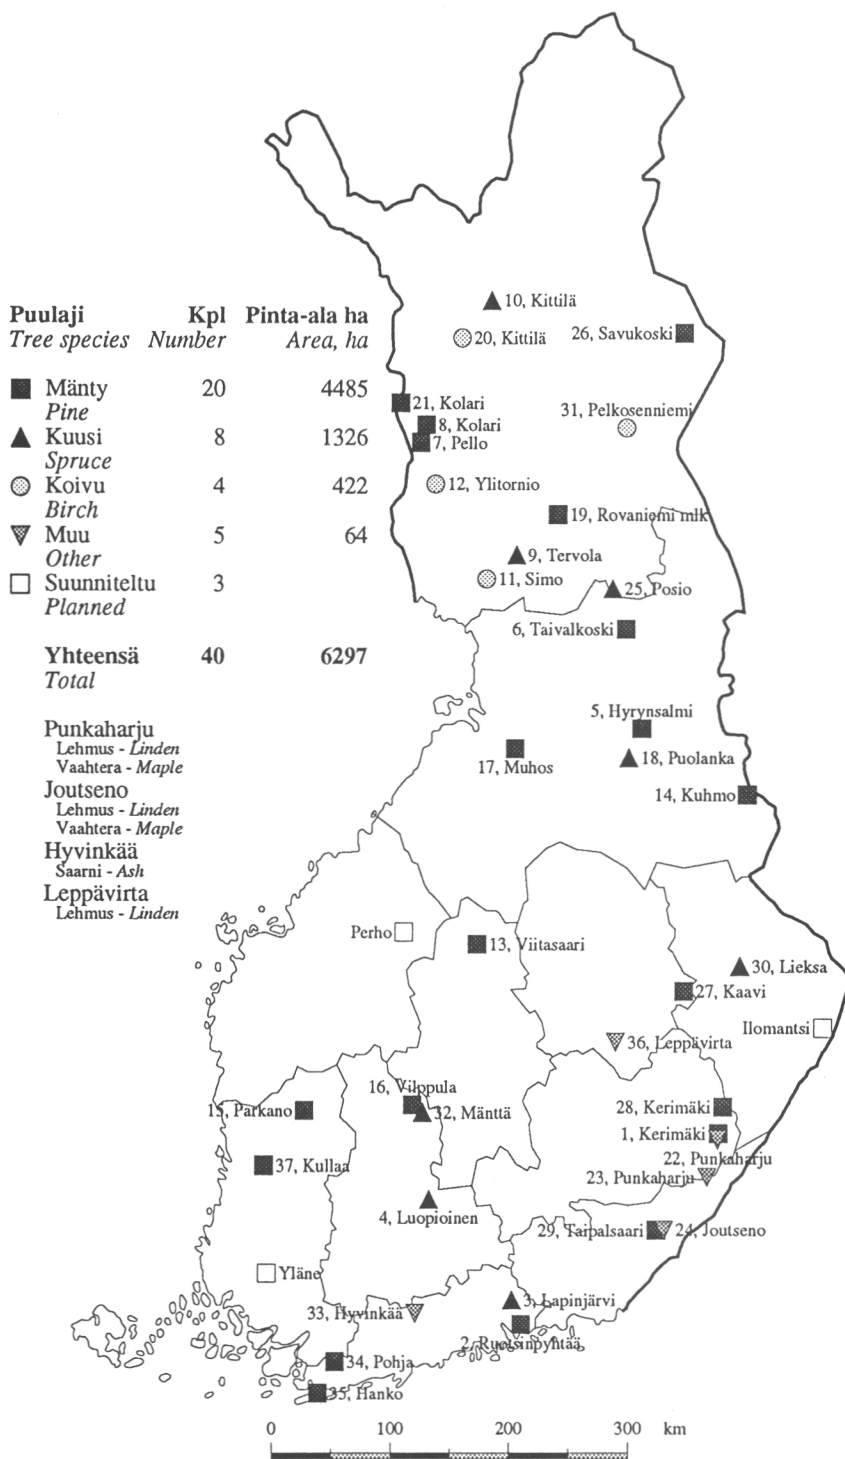 Puulaji Kpl Pinta-ala ha
Tree species Number Area, ha
Mänty 20 4485
Pine
Kuusi 8 1326
Spruce
Koivu 4 422
Birch
Muu 5 64
Other
Suunniteltu 3
Planned
Yhteensä 40 6297
Total
Punkaharju
Lehmus - Linden
Vaahtera - Maple
Joutseno
Lehmus - Linden
Vaahtera - Maple
Hyvinkää
Saarni - Ash
Leppävirta
Lehmus - Linden
10, Kittilä
20, Kittilä
26, Savukoski
21, Kolari
31, Pelkosenniemi
8, Kolari
7, Pello
12, Ylitornio
19, Rovaniemi mlk
9, Tervola
11, Simo
25, Posio
6, Taivalkoski
5, Hyrynsalmi
17, Muhos
18, Puolanka
14, Kuhmo
Perho
13, Viitasaari
30, Lieksa
27, Kaavi
Ilomantsi
36, Leppävirta
16, Vilppula
15, Parkano
32, Mänttä
28, Kerimäki
1, Kerimäki
22, Punkaharju
37, Kullaa
23, Punkaharju
4, Luopioinen
29, Taipalsaari
24, Joutseno
Yläne
3, Lapinjärvi
33, Hyvinkää
2, Ruotsinpyhtää
34, Pohja
35, Hanko
0 100 200 300 km